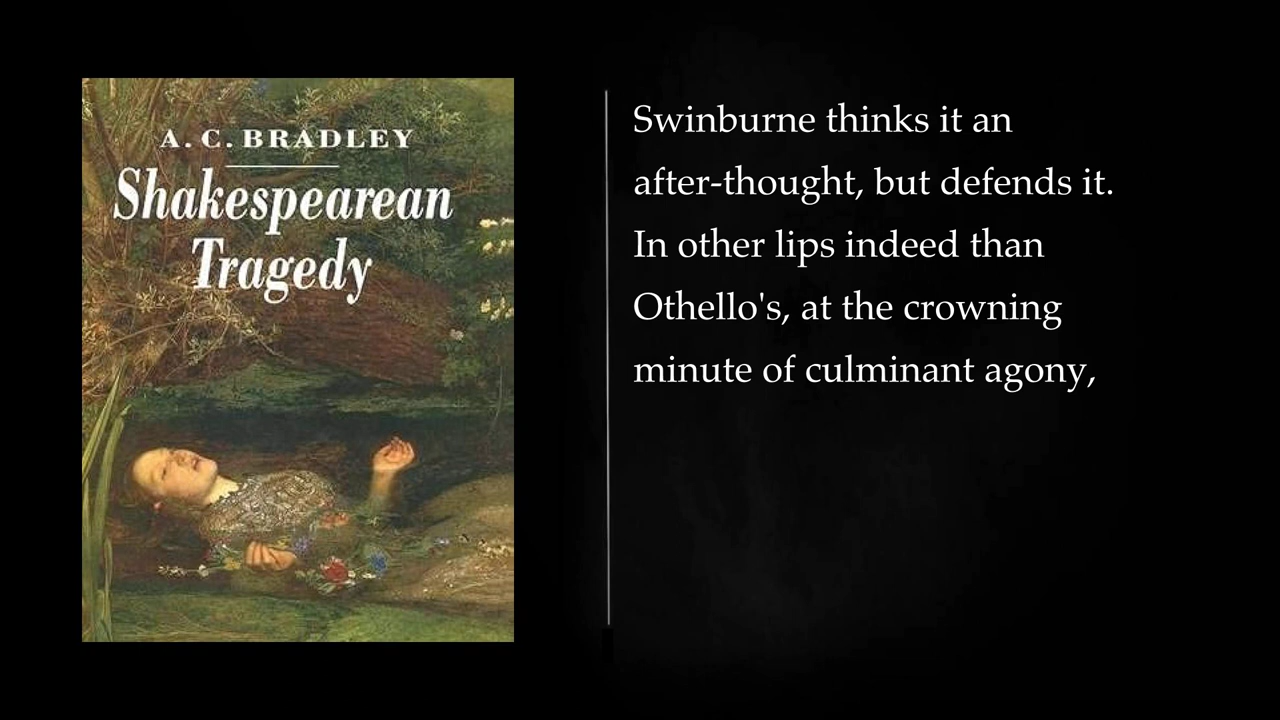 A. C. BRADLEY
Shakespearean
Tragedy
Swinburne thinks it an
after-thought, but defends it.
In other lips indeed than
Othello's, at the crowning
minute of culminant agony,